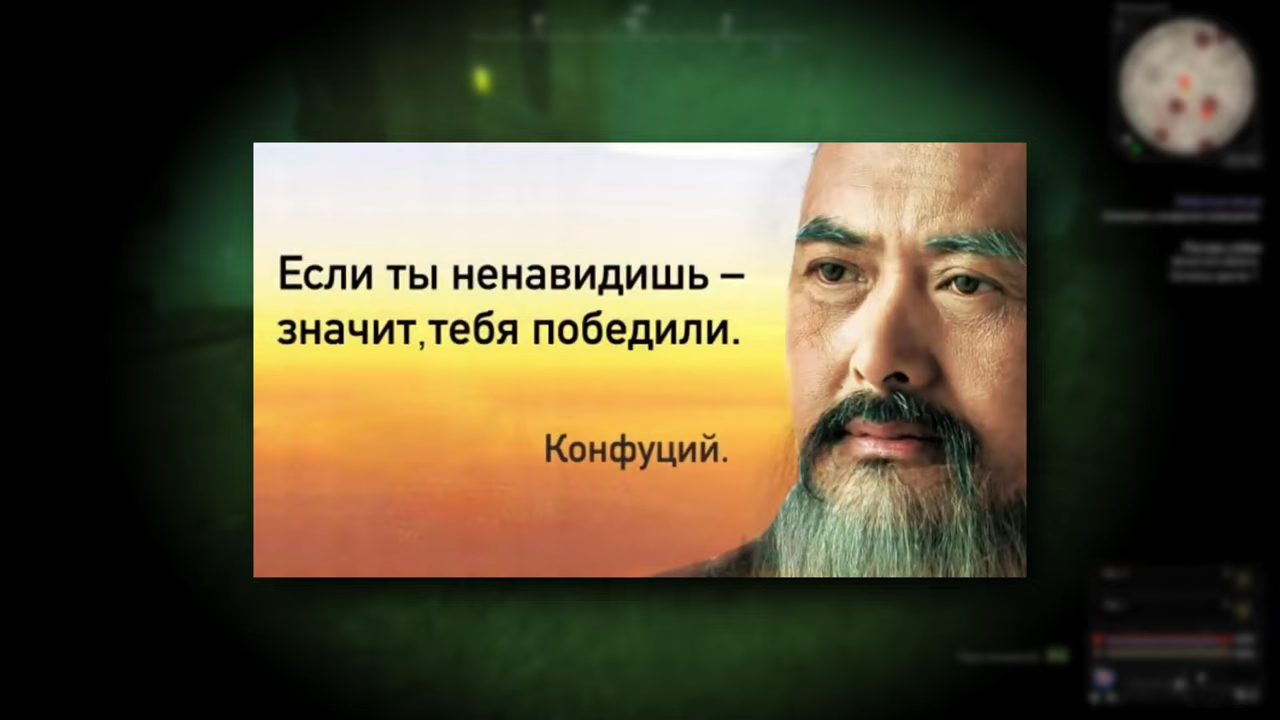 Если ты ненавидишь –
значит,тебя победили.
Конфуций.